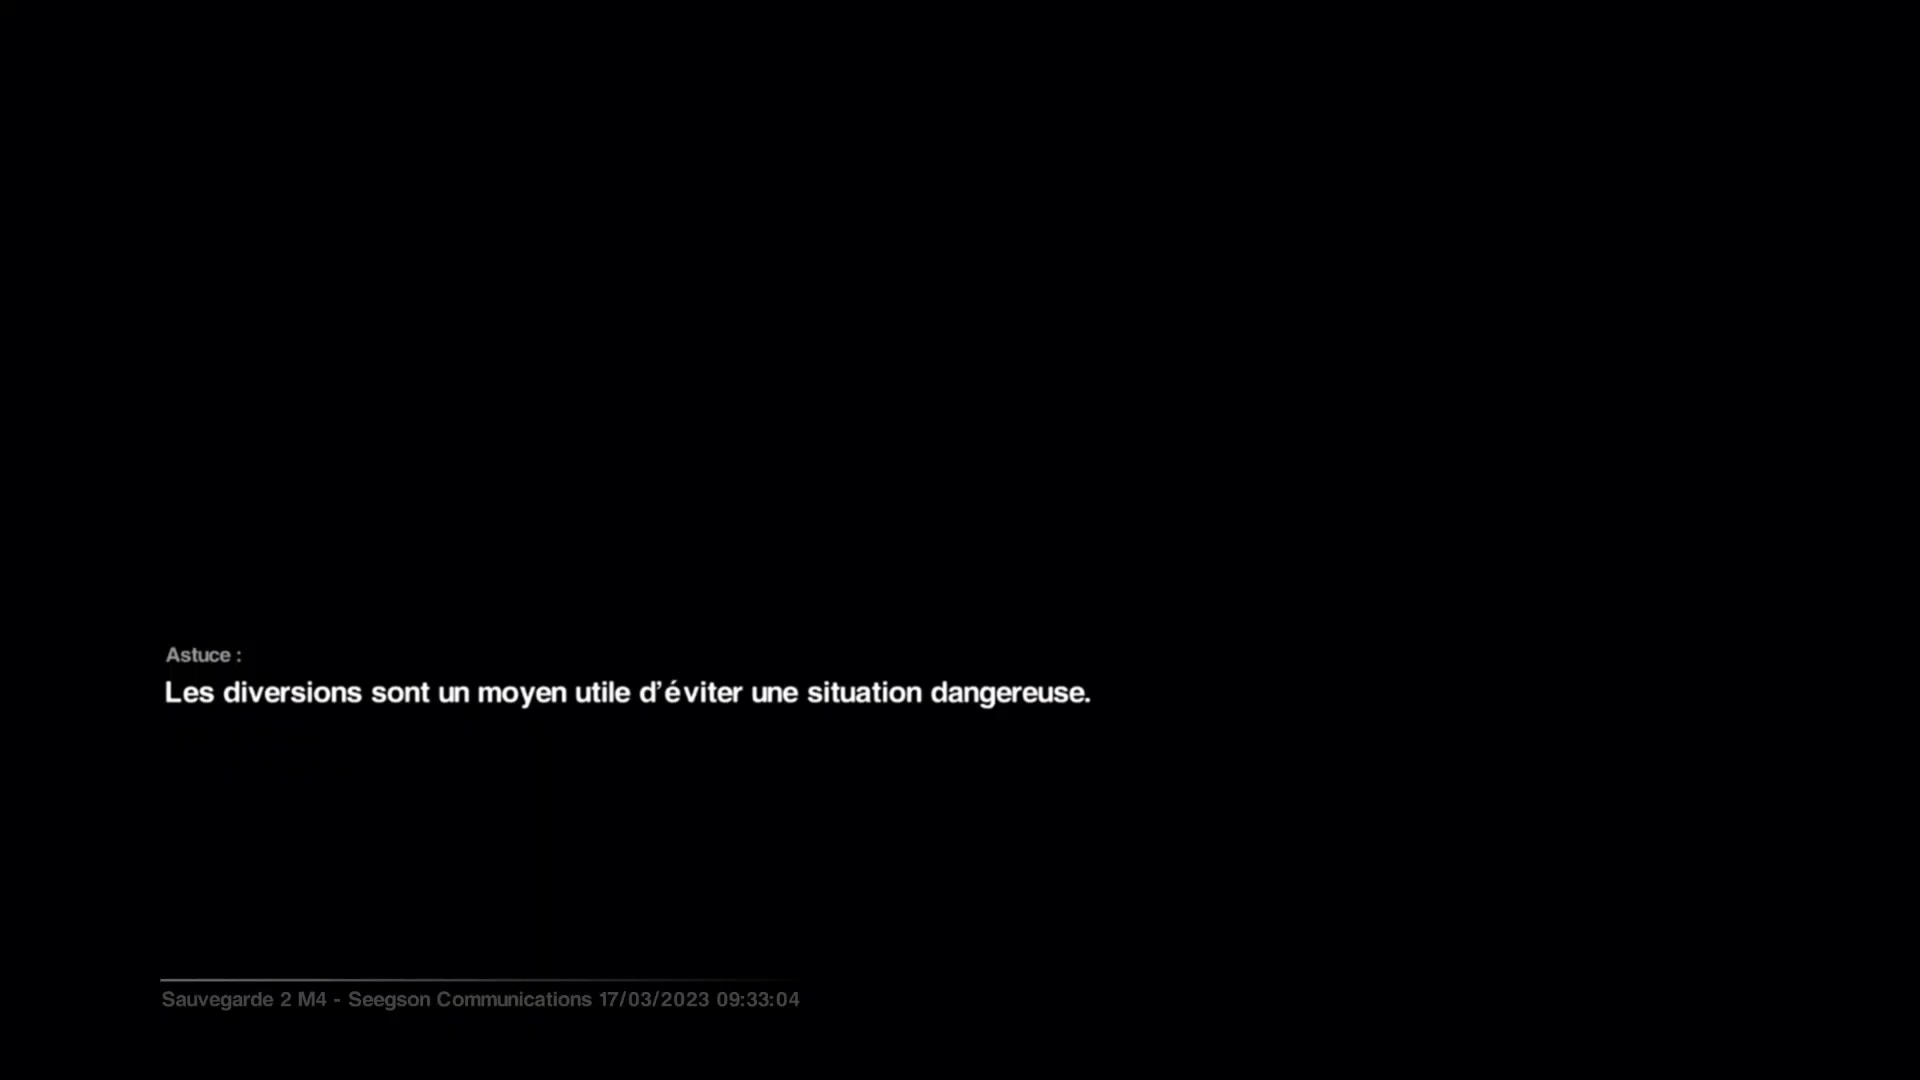 Astuce :
Les diversions sont un moyen utile d’éviter une situation dangereuse.
Sauvegarde 2 M4 - Seegson Communications 17/03/2023 09:33:04